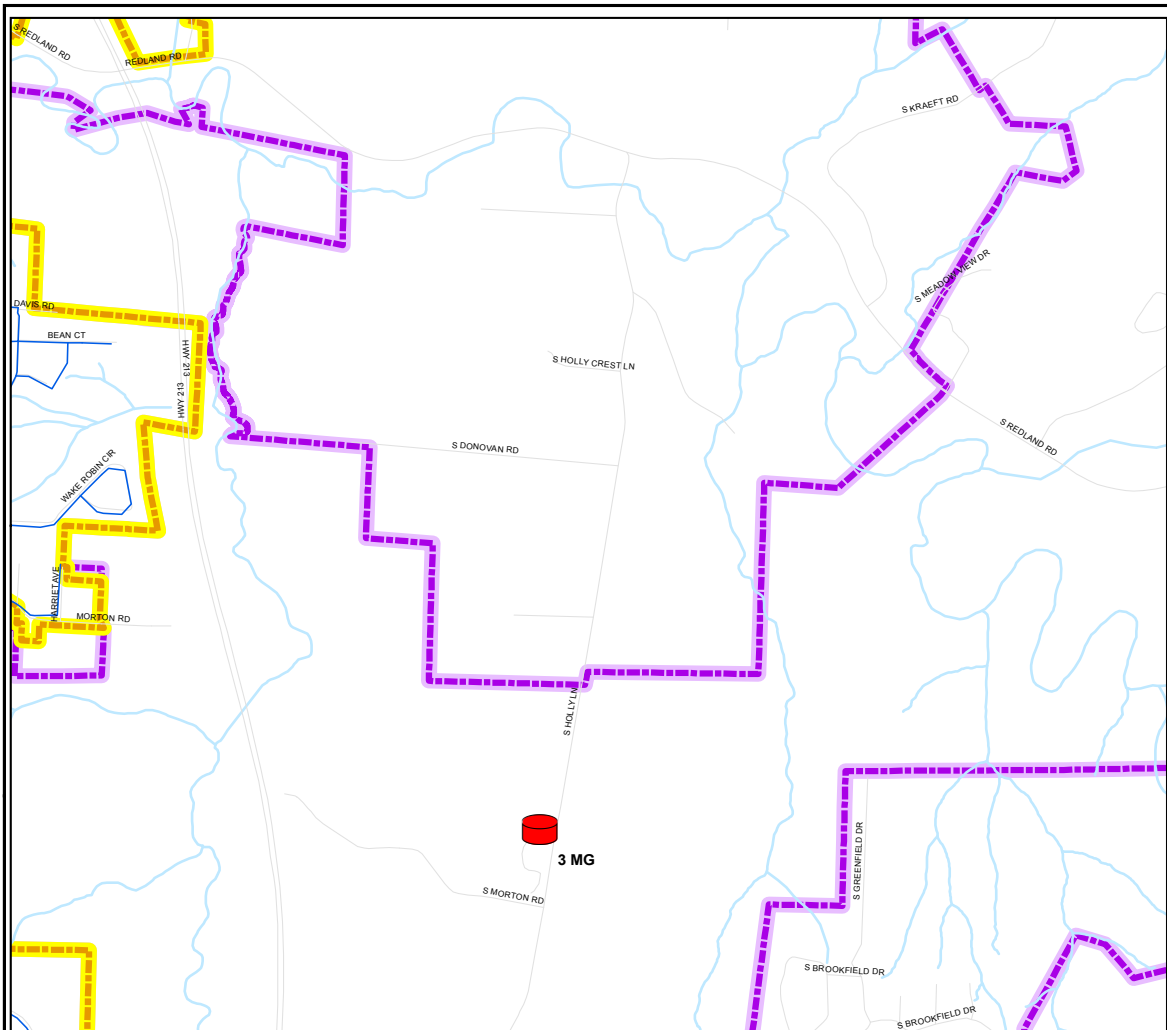 S REDLAND RD
REDLAND RD
S KRAEFT RD
S MEADOWVIEW DR
DAVIS RD
BEAN CT
HWY 213
HWY 213
S HOLLY CREST LN
S DONOVAN RD
S REDLAND RD
WAKE ROBIN CIR
HARRIET AVE
MORTON RD
S HOLLY LN
3 MG
S MORTON RD
S GREENFIELD DR
S BROOKFIELD DR
S BROOKFIELD DR